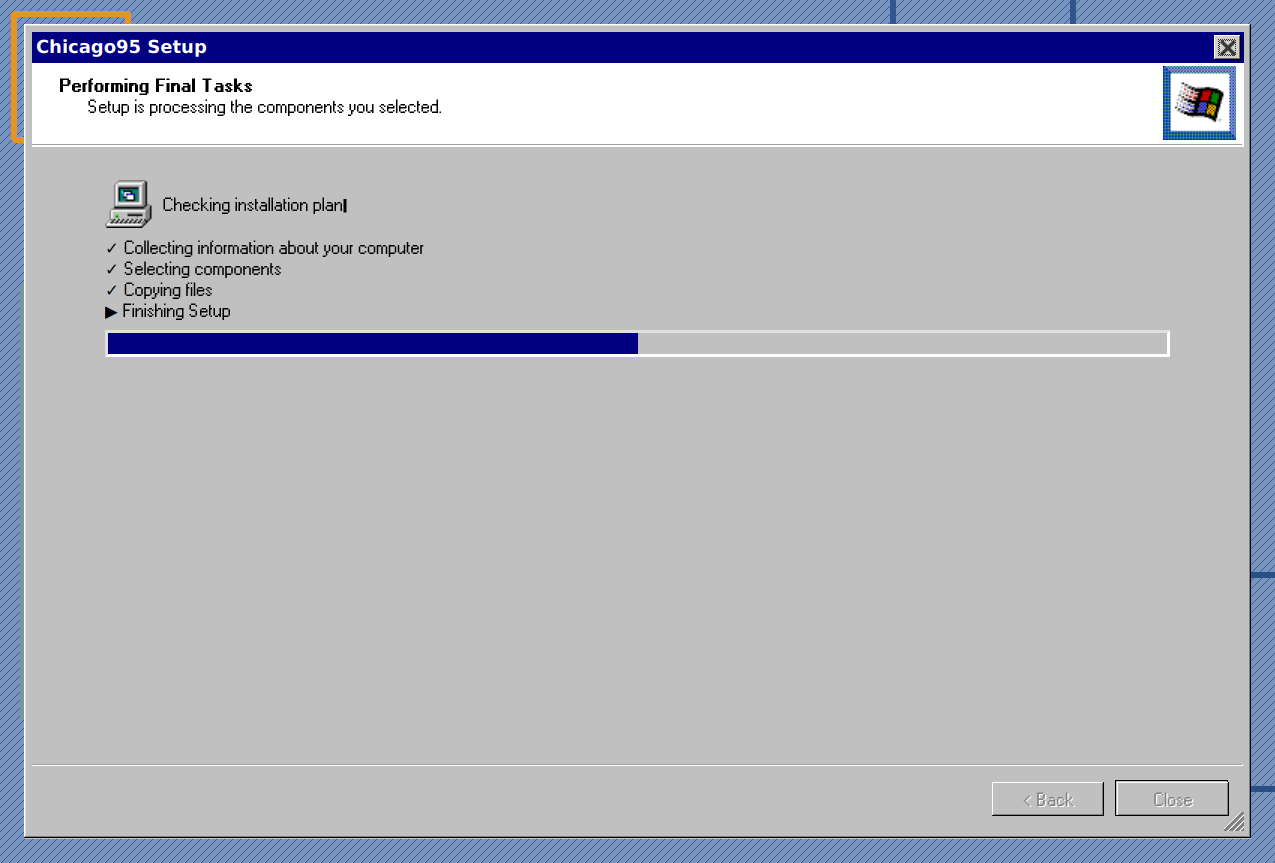 Chicago95 Setup
Performing Final Tasks
Setup is processing the components you selected.
Checking installation plan
✓ Collecting information about your computer
✓ Selecting components
✓ Copying files
▶ Finishing Setup
< Back
Close